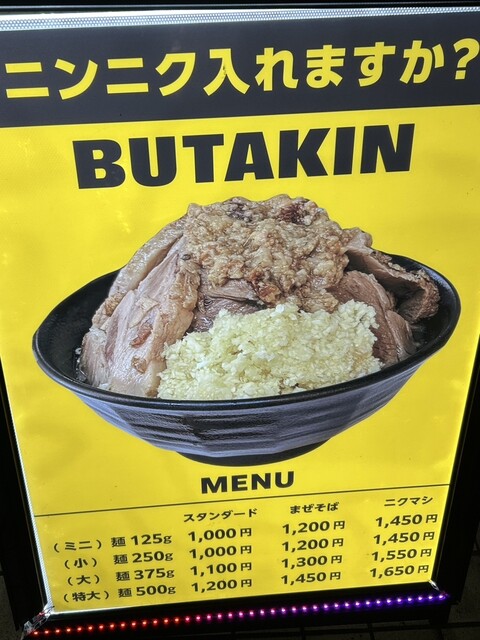 ニンニク入れますか?
BUTAKIN
MENU
スタンダード まぜそば ニクマシ
(ミニ) 麺 125g 1,000円 1,200円 1,450円
(小) 麺 250g 1,000円 1,200円 1,450円
(大) 麺 375g 1,100円 1,300円 1,550円
(特大) 麺 500g 1,200円 1,450円 1,650円